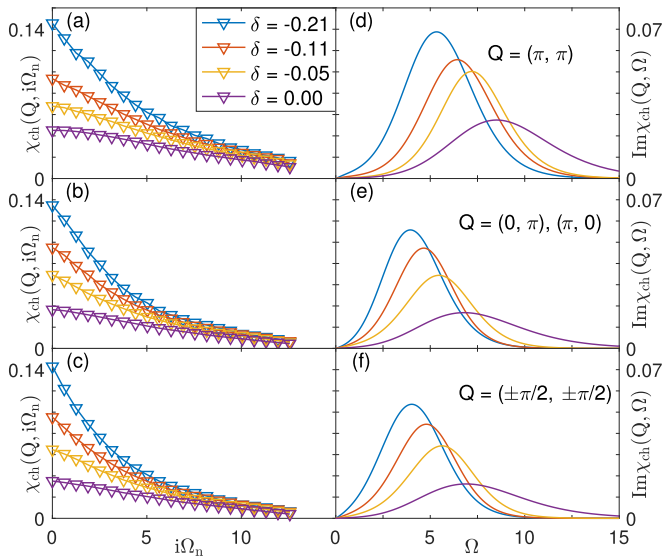 (a)
0.14
χch(Q, iΩn)
0
δ = -0.21
δ = -0.11
δ = -0.05
δ = 0.00
(d)
Q = (π, π)
0.07
Imχch(Q,Ω)
0
(b)
0.14
χch(Q, iΩn)
0
(e)
Q = (0, π), (π, 0)
0.07
Imχch(Q,Ω)
0
(c)
0.14
χch(Q, iΩn)
0
(f)
Q = (±π/2, ±π/2)
0.07
Imχch(Q,Ω)
0
0 5 10
iΩn
0 5 7.5 10 15
Ω